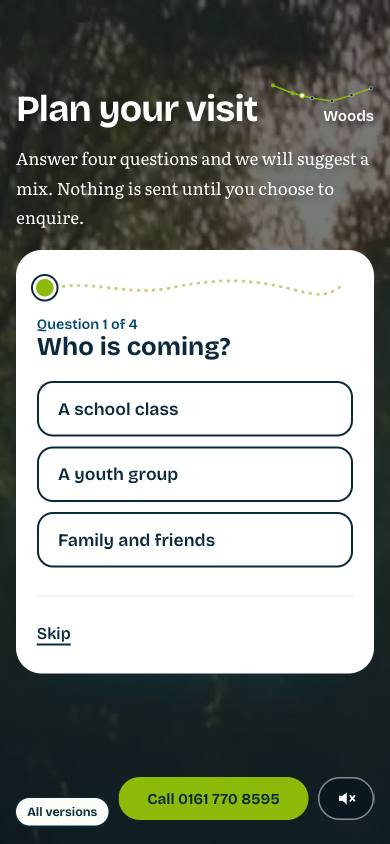 Plan your visit
Woods
Answer four questions and we will suggest a
mix. Nothing is sent until you choose to
enquire.
Question 1 of 4
Who is coming?
A school class
A youth group
Family and friends
Skip
All versions
Call 0161 770 8595